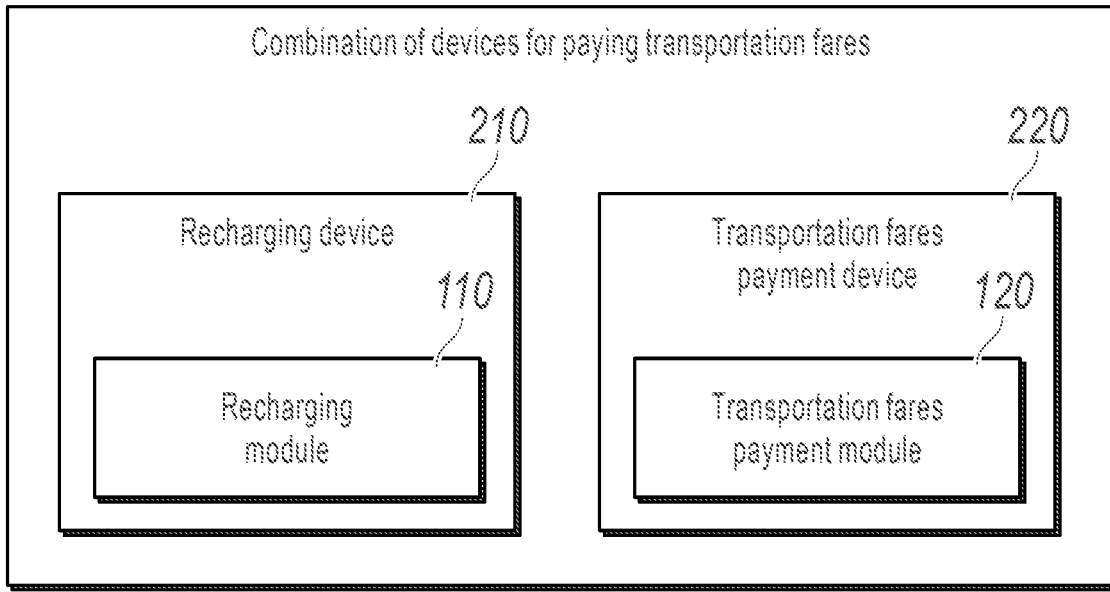 Combination of devices for paying transportation fares
210
220
Recharging device
Transportation fares
payment device
110
120
Recharging
module
Transportation fares
payment module